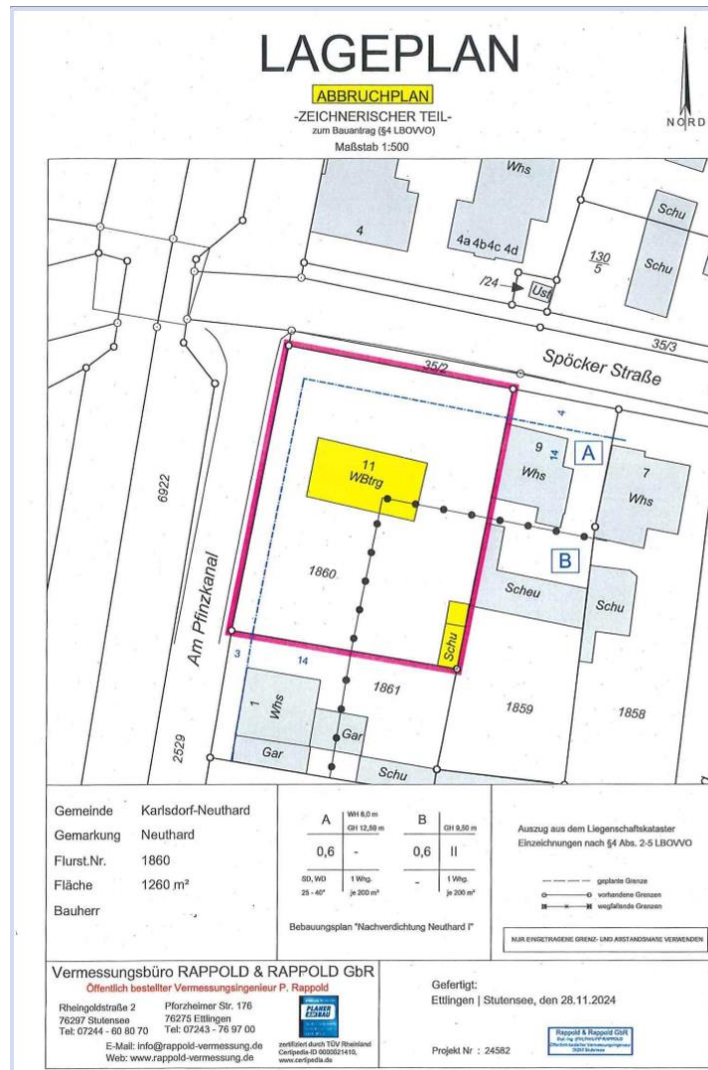 LAGEPLAN
ABBRUCHPLAN
-ZEICHNERISCHER TEIL-
zum Bauantrag (§4 LBOVVO)
Maßstab 1:500
NORD
Whs
4
4a 4b4c 4d
Schu
130
5
Schu
/24
Ust
35/3
Spöcker Straße
35/2
4
A
9
14
Whs
7
Whs
11
WBtrg
6922
B
1860
Scheu
Schu
Am Pfinzkanal
Schu
3
14
1861
1859
1858
1
Whs
Gar
Gar
Schu
2529
Gemeinde Karlsdorf-Neuthard
Gemarkung Neuthard
Flurst.Nr. 1860
Fläche 1260 m²
Bauherr
A WH 8,0 m
GH 12,50 m
0,6 -
SD, WD 1 Whg.
25 - 40° je 200 m²
B GH 9,50 m
0,6 II
- 1 Whg.
je 200 m²
Bebauungsplan "Nachverdichtung Neuthard I"
Auszug aus dem Liegenschaftskataster
Einzeichnungen nach §4 Abs. 2-5 LBOVVO
geplante Grenze
vorhandene Grenzen
wegfallende Grenzen
NUR EINGETRAGENE GRENZ- UND ABSTANDSMASE VERWENDEN
Vermessungsbüro RAPPOLD & RAPPOLD GbR
Öffentlich bestellter Vermessungsingenieur P. Rappold
Rheingoldstraße 2 Pforzheimer Str. 176
76297 Stutensee 76275 Ettlingen
Tel: 07244 - 60 80 70 Tel: 07243 - 76 97 00
E-Mail: info@rappold-vermessung.de
Web: www.rappold-vermessung.de
PLANER
AM BAU
zertifiziert durch TÜV Rheinland
Certipedia-ID 0000021410,
www.certipedia.de
Gefertigt:
Ettlingen | Stutensee, den 28.11.2024
Projekt Nr : 24582
Rappold & Rappold GbR